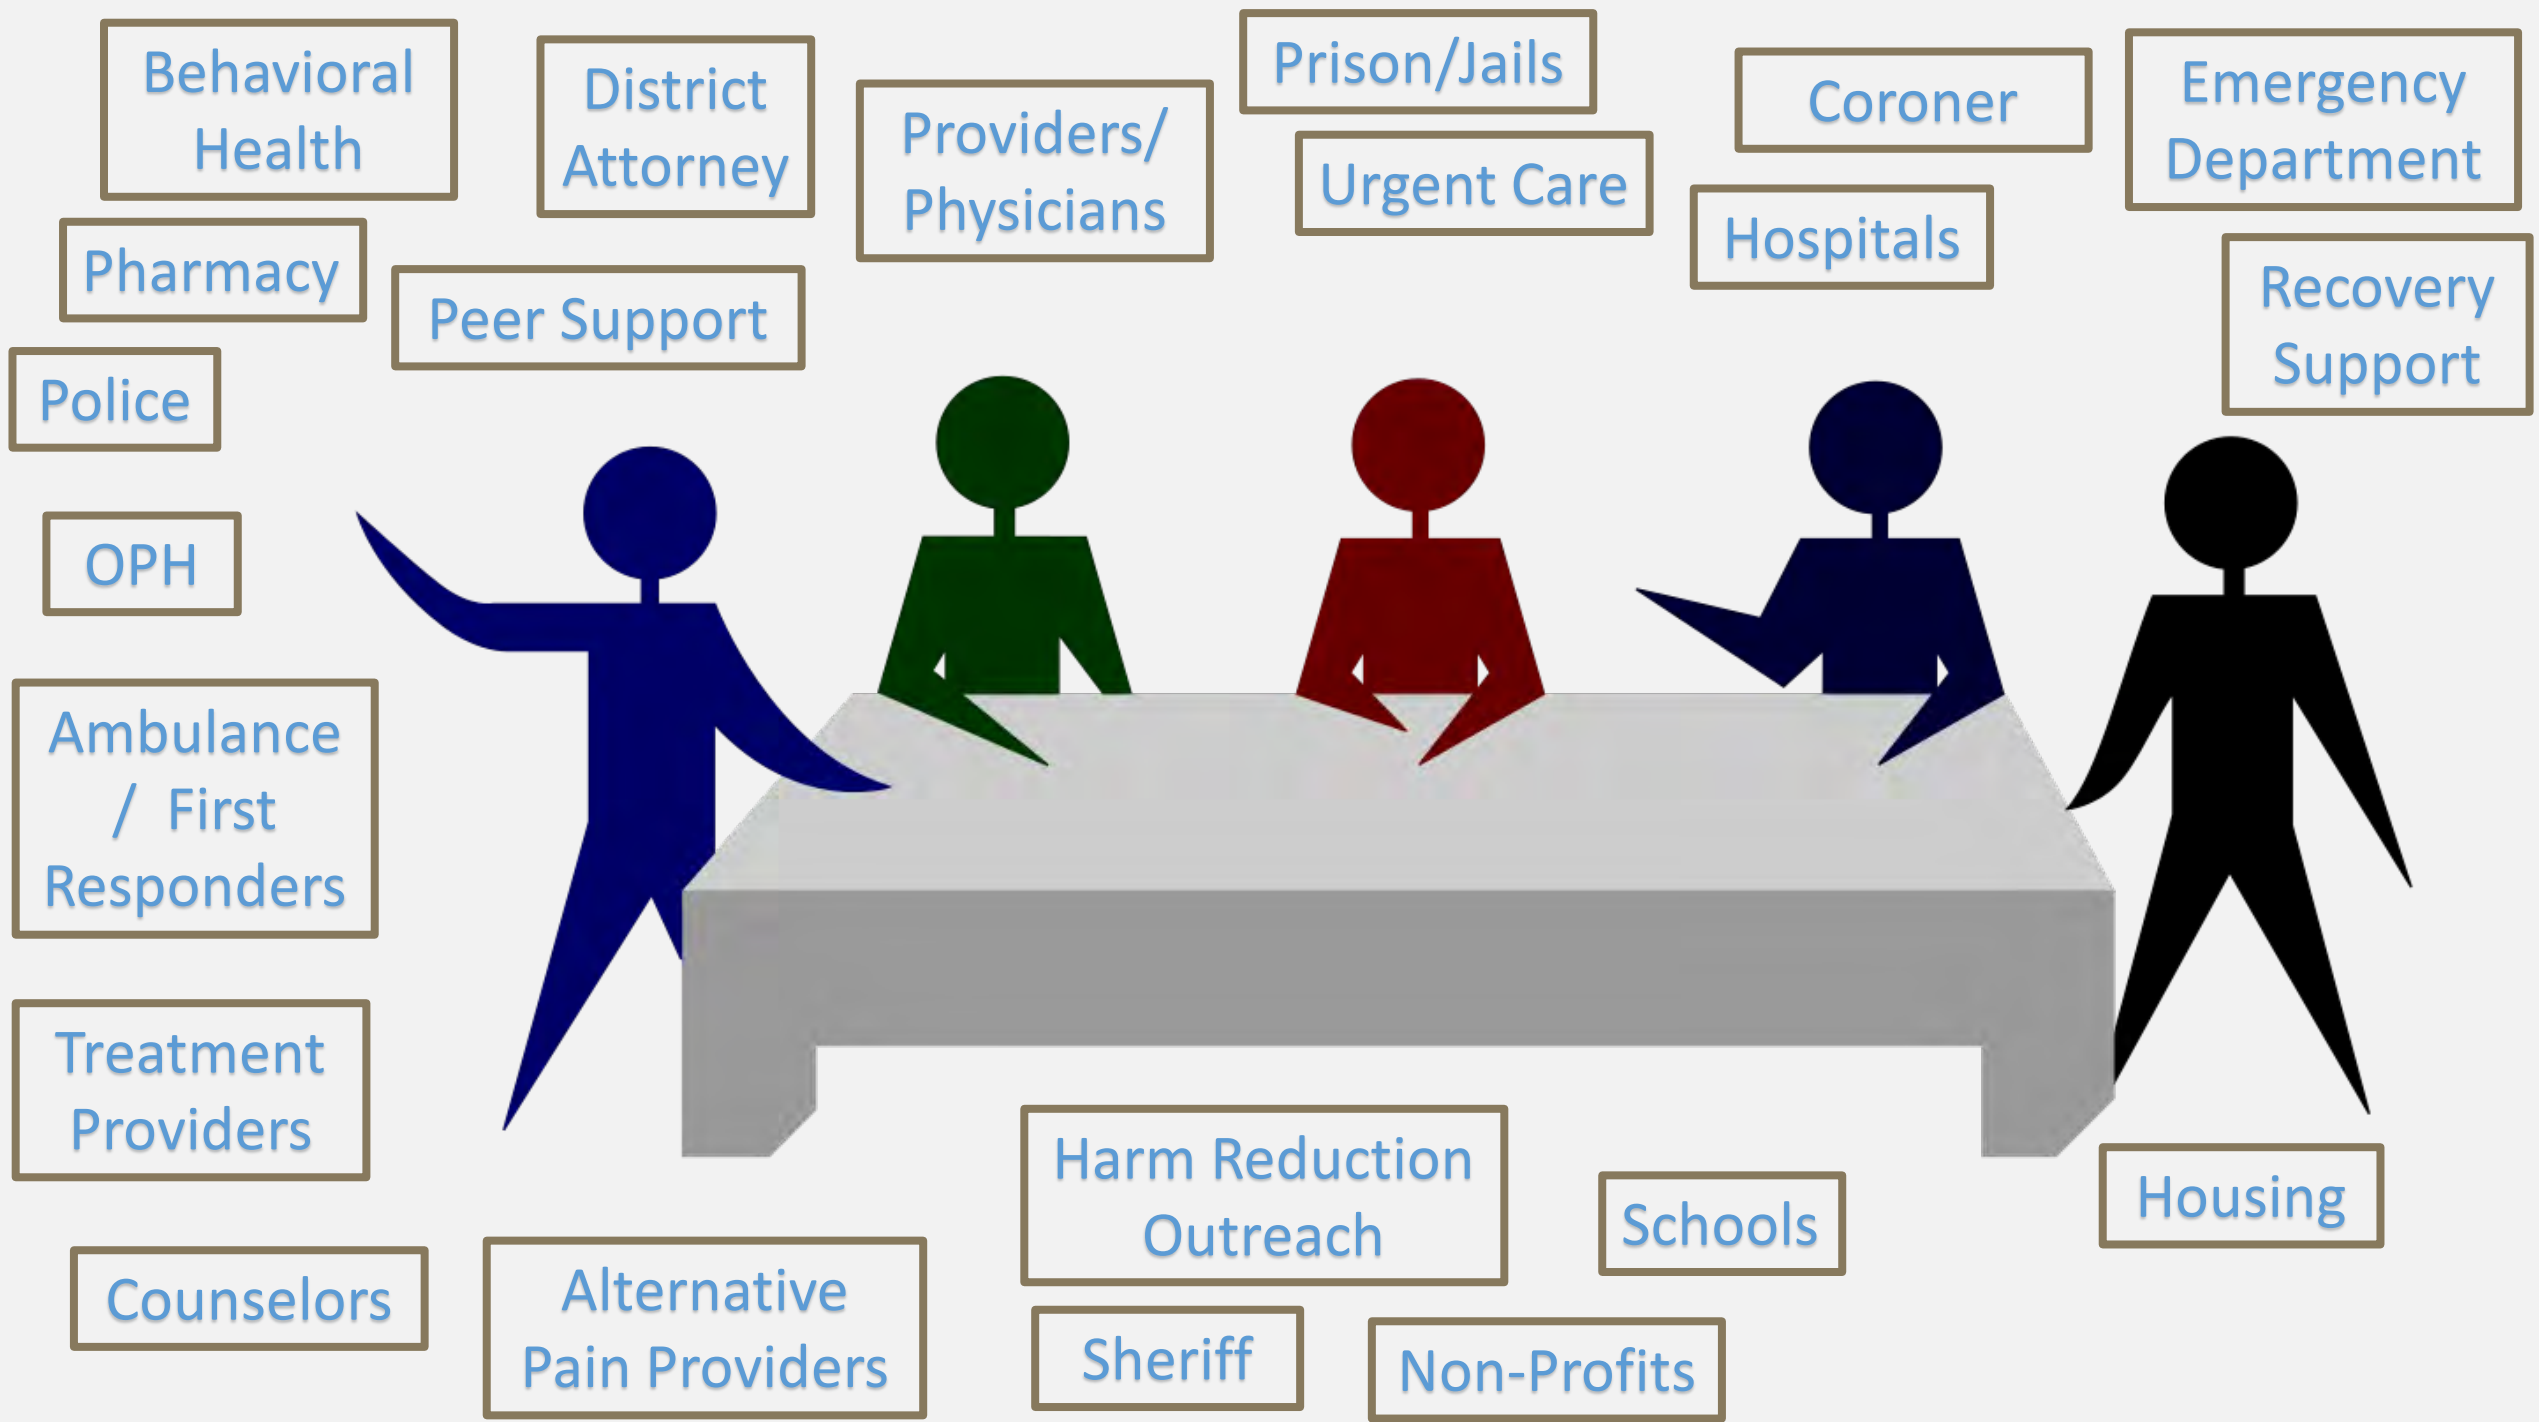 Behavioral
Health
District
Attorney
Providers/
Physicians
Prison/Jails
Urgent Care
Coroner
Hospitals
Emergency
Department
Pharmacy
Peer Support
Recovery
Support
Police
OPH
Ambulance
/ First
Responders
Treatment
Providers
Counselors
Alternative
Pain Providers
Harm Reduction
Outreach
Sheriff
Schools
Non-Profits
Housing